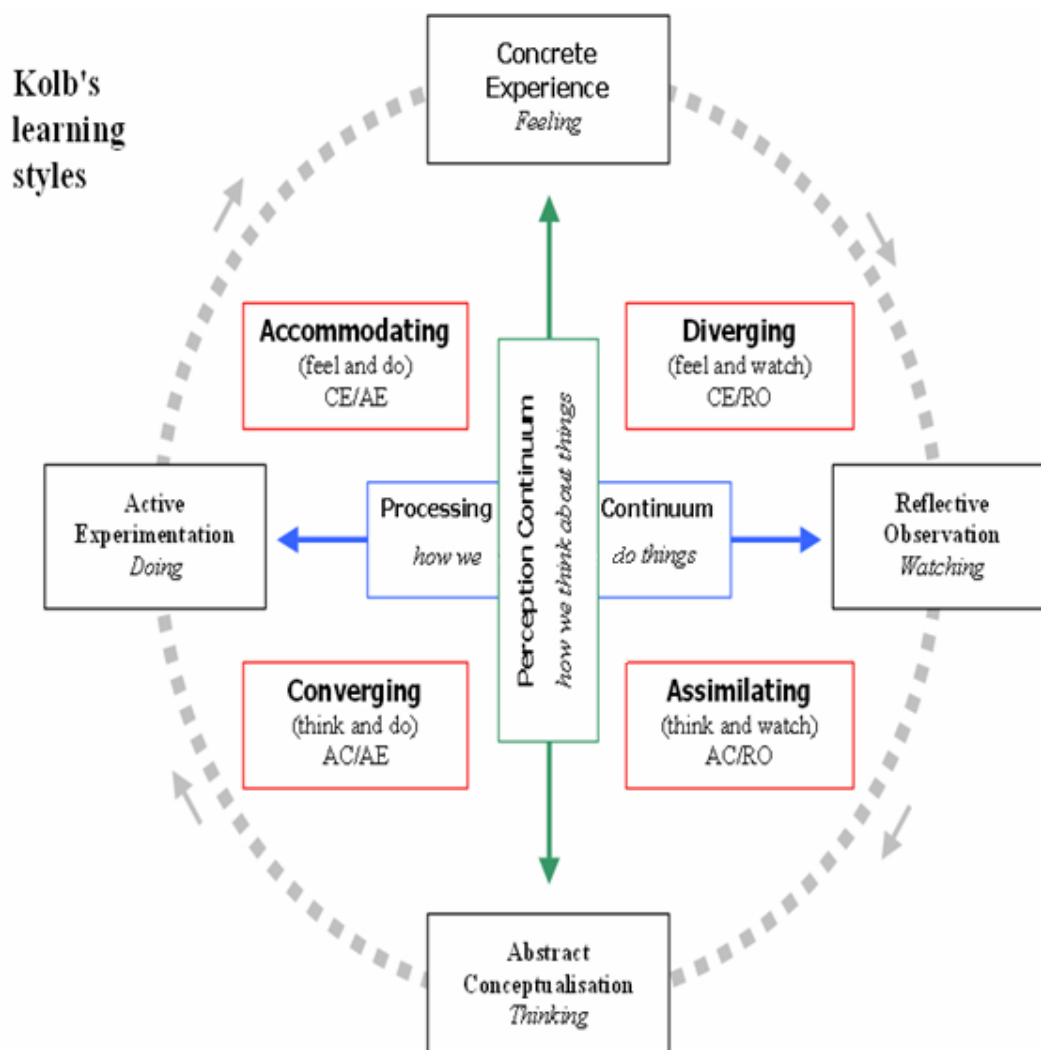 Kolb's
learning
styles
Concrete
Experience
Feeling
Accommodating
(feel and do)
CE/AE
Diverging
(feel and watch)
CE/RO
Active
Experimentation
Doing
Processing
how we
Perception Continuum
how we think about things
Continuum
do things
Reflective
Observation
Watching
Converging
(think and do)
AC/AE
Assimilating
(think and watch)
AC/RO
Abstract
Conceptualisation
Thinking